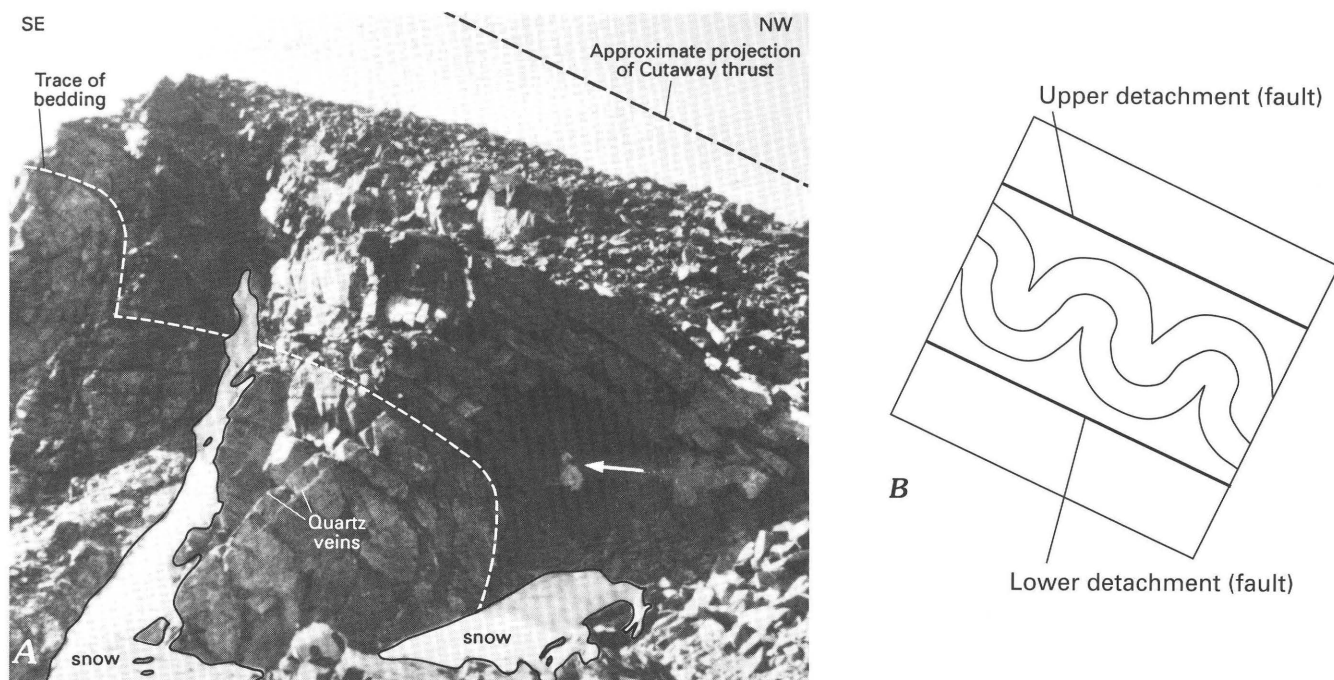 SE
NW
Approximate projection
of Cutaway thrust
Trace of
bedding
Quartz
veins
snow
snow
A
Upper detachment (fault)
B
Lower detachment (fault)